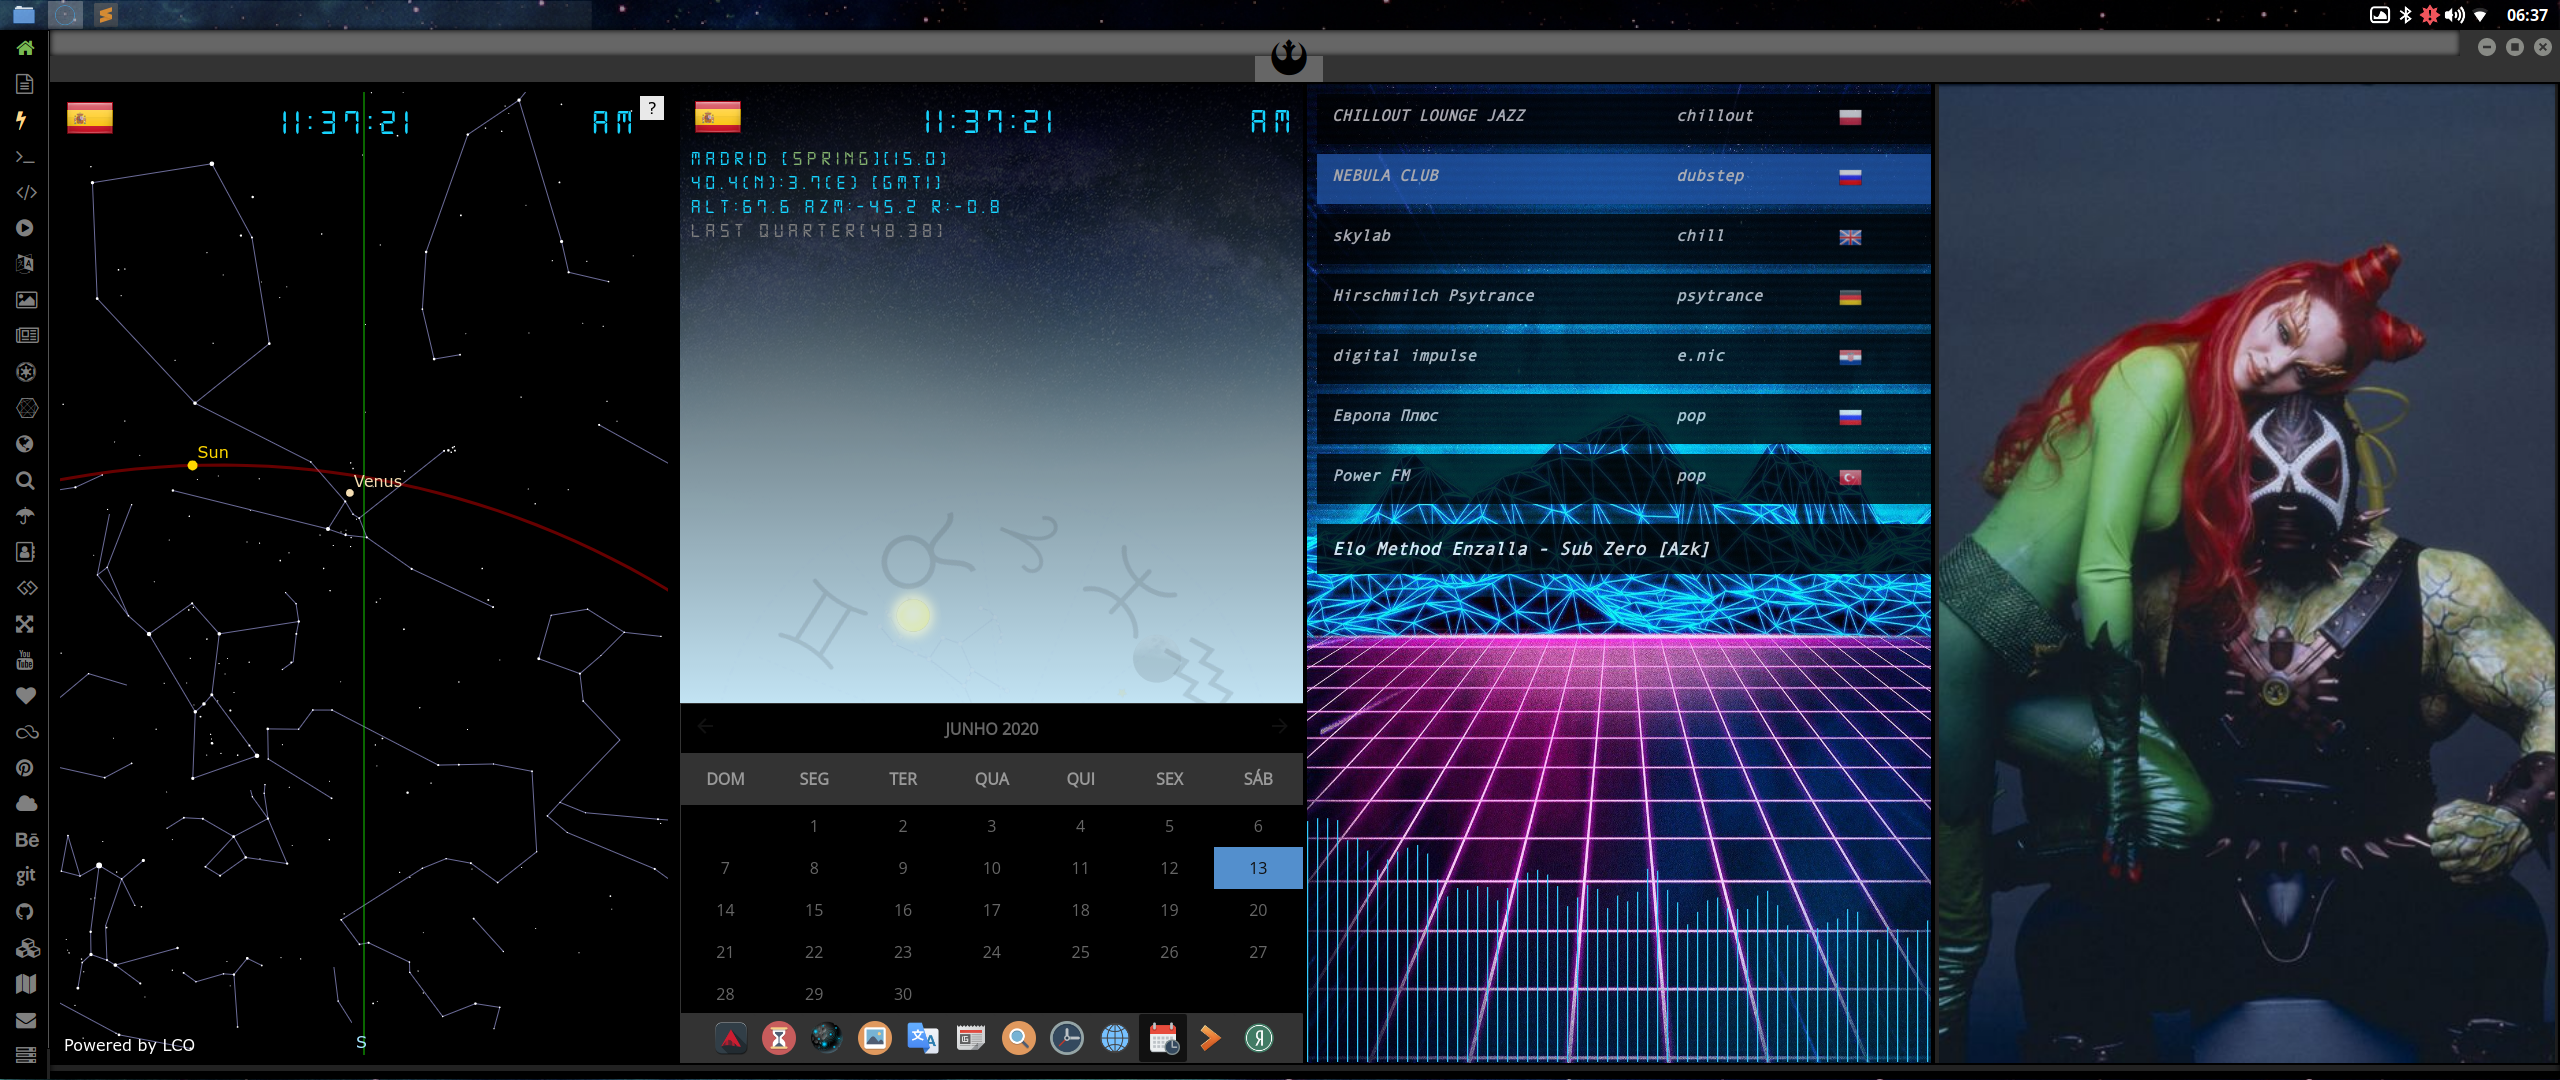 06:37
11:37:21 AM
?
Sun
Venus
Powered by LCO
S
11:37:21 AM
MADRID [SPRING][15.0]
40.4(N):3.7(E) [GMT1]
ALT:67.6 AZM:-45.2 R:-0.8
LAST QUARTER[48.38]
JUNHO 2020
DOM SEG TER QUA QUI SEX SÁB
1 2 3 4 5 6
7 8 9 10 11 12 13
14 15 16 17 18 19 20
21 22 23 24 25 26 27
28 29 30
CHILLOUT LOUNGE JAZZ chillout
NEBULA CLUB dubstep
skylab chill
Hirschmilch Psytrance psytrance
digital impulse e.nic
Европа Плюс pop
Power FM pop
Elo Method Enzalla - Sub Zero [Azk]
You
Tube
Bē
git
文A
Я